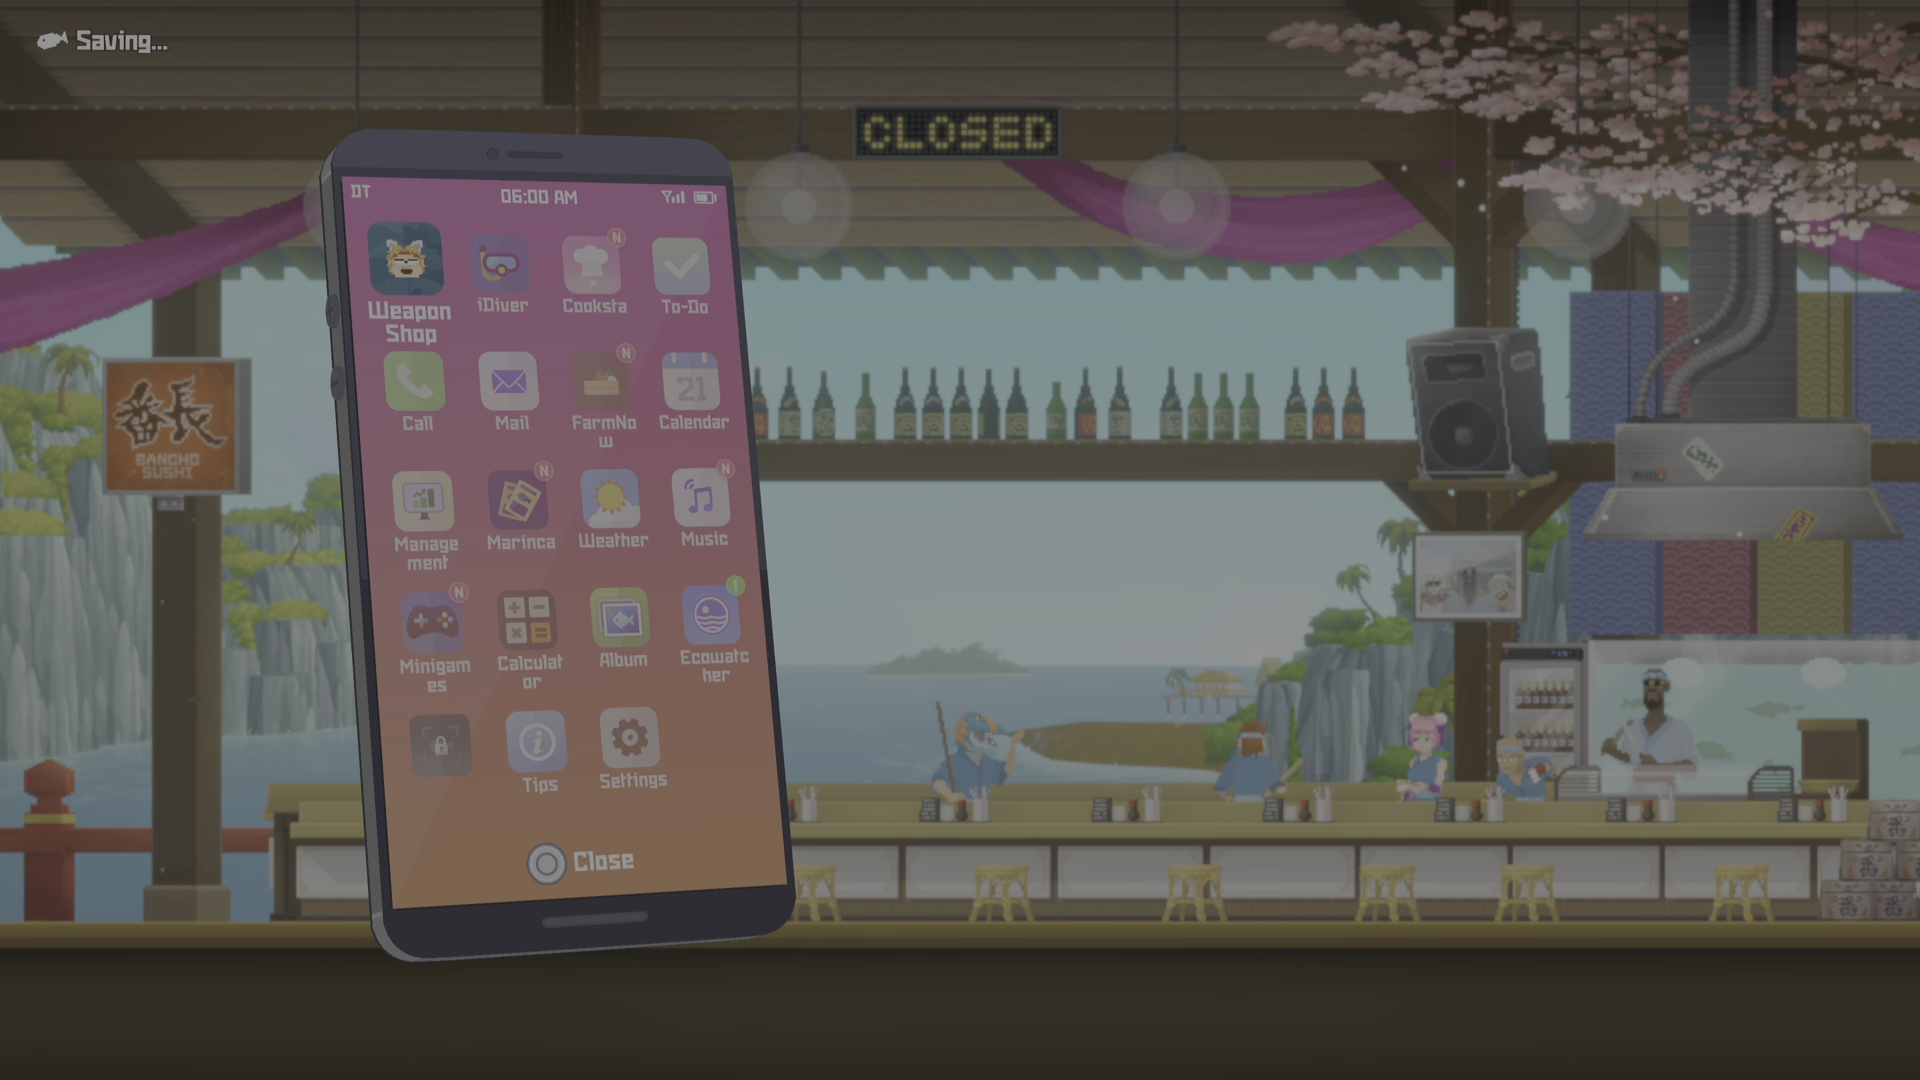 Saving...
CLOSED
DT
06:00 AM
Weapon
Shop
iDiver
N
Cooksta
To-Do
Call
Mail
N
FarmNo
w
21
Calendar
Manage
ment
N
Marinca
Weather
N
Music
N
Minigam
es
Calculat
or
Album
!
Ecowatc
her
i
Tips
Settings
Close
番長
BANCHO
SUSHI